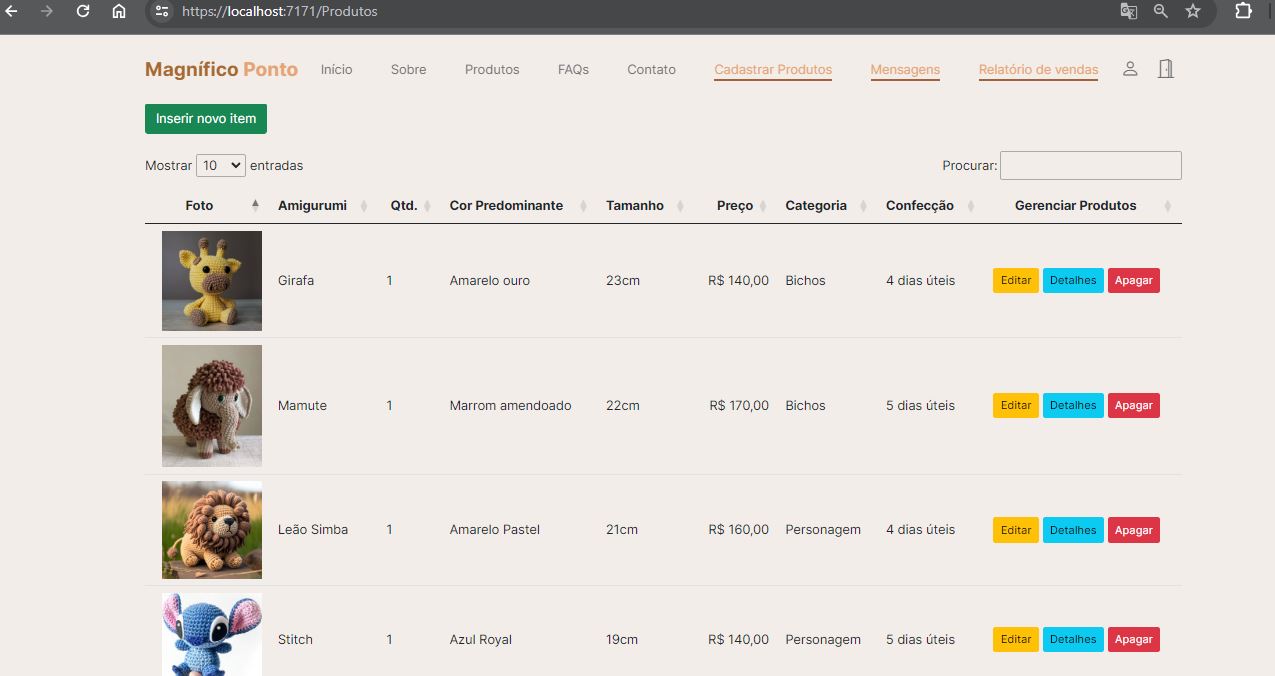 https://localhost:7171/Produtos
Magnífico Ponto Início Sobre Produtos FAQs Contato Cadastrar Produtos Mensagens Relatório de vendas
Inserir novo item
Mostrar 10 entradas Procurar:
Foto Amigurumi Qtd. Cor Predominante Tamanho Preço Categoria Confecção Gerenciar Produtos
Girafa 1 Amarelo ouro 23cm R$ 140,00 Bichos 4 dias úteis Editar Detalhes Apagar
Mamute 1 Marrom amendoado 22cm R$ 170,00 Bichos 5 dias úteis Editar Detalhes Apagar
Leão Simba 1 Amarelo Pastel 21cm R$ 160,00 Personagem 4 dias úteis Editar Detalhes Apagar
Stitch 1 Azul Royal 19cm R$ 140,00 Personagem 5 dias úteis Editar Detalhes Apagar